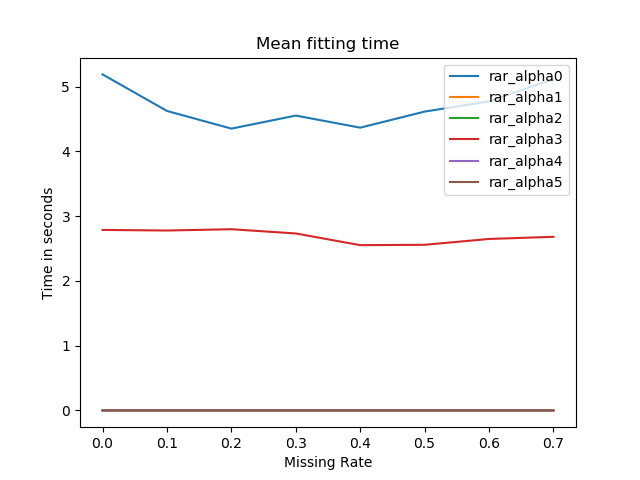 Mean fitting time
rar_alpha0
rar_alpha1
rar_alpha2
rar_alpha3
rar_alpha4
rar_alpha5
Time in seconds
5
4
3
2
1
0
0.0 0.1 0.2 0.3 0.4 0.5 0.6 0.7
Missing Rate